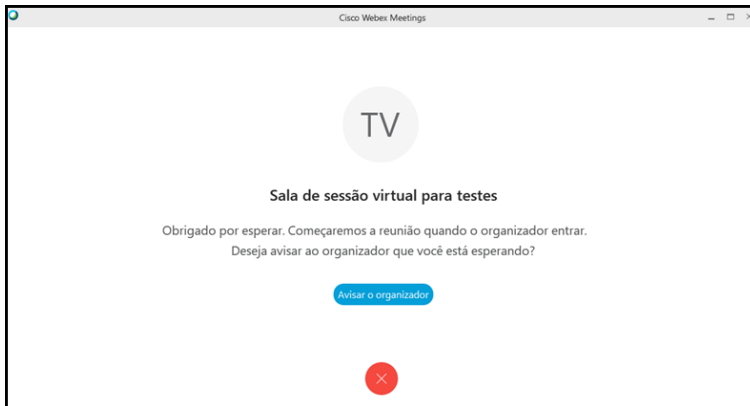 Cisco Webex Meetings
TV
Sala de sessão virtual para testes
Obrigado por esperar. Começaremos a reunião quando o organizador entrar.
Deseja avisar ao organizador que você está esperando?
Avisar o organizador